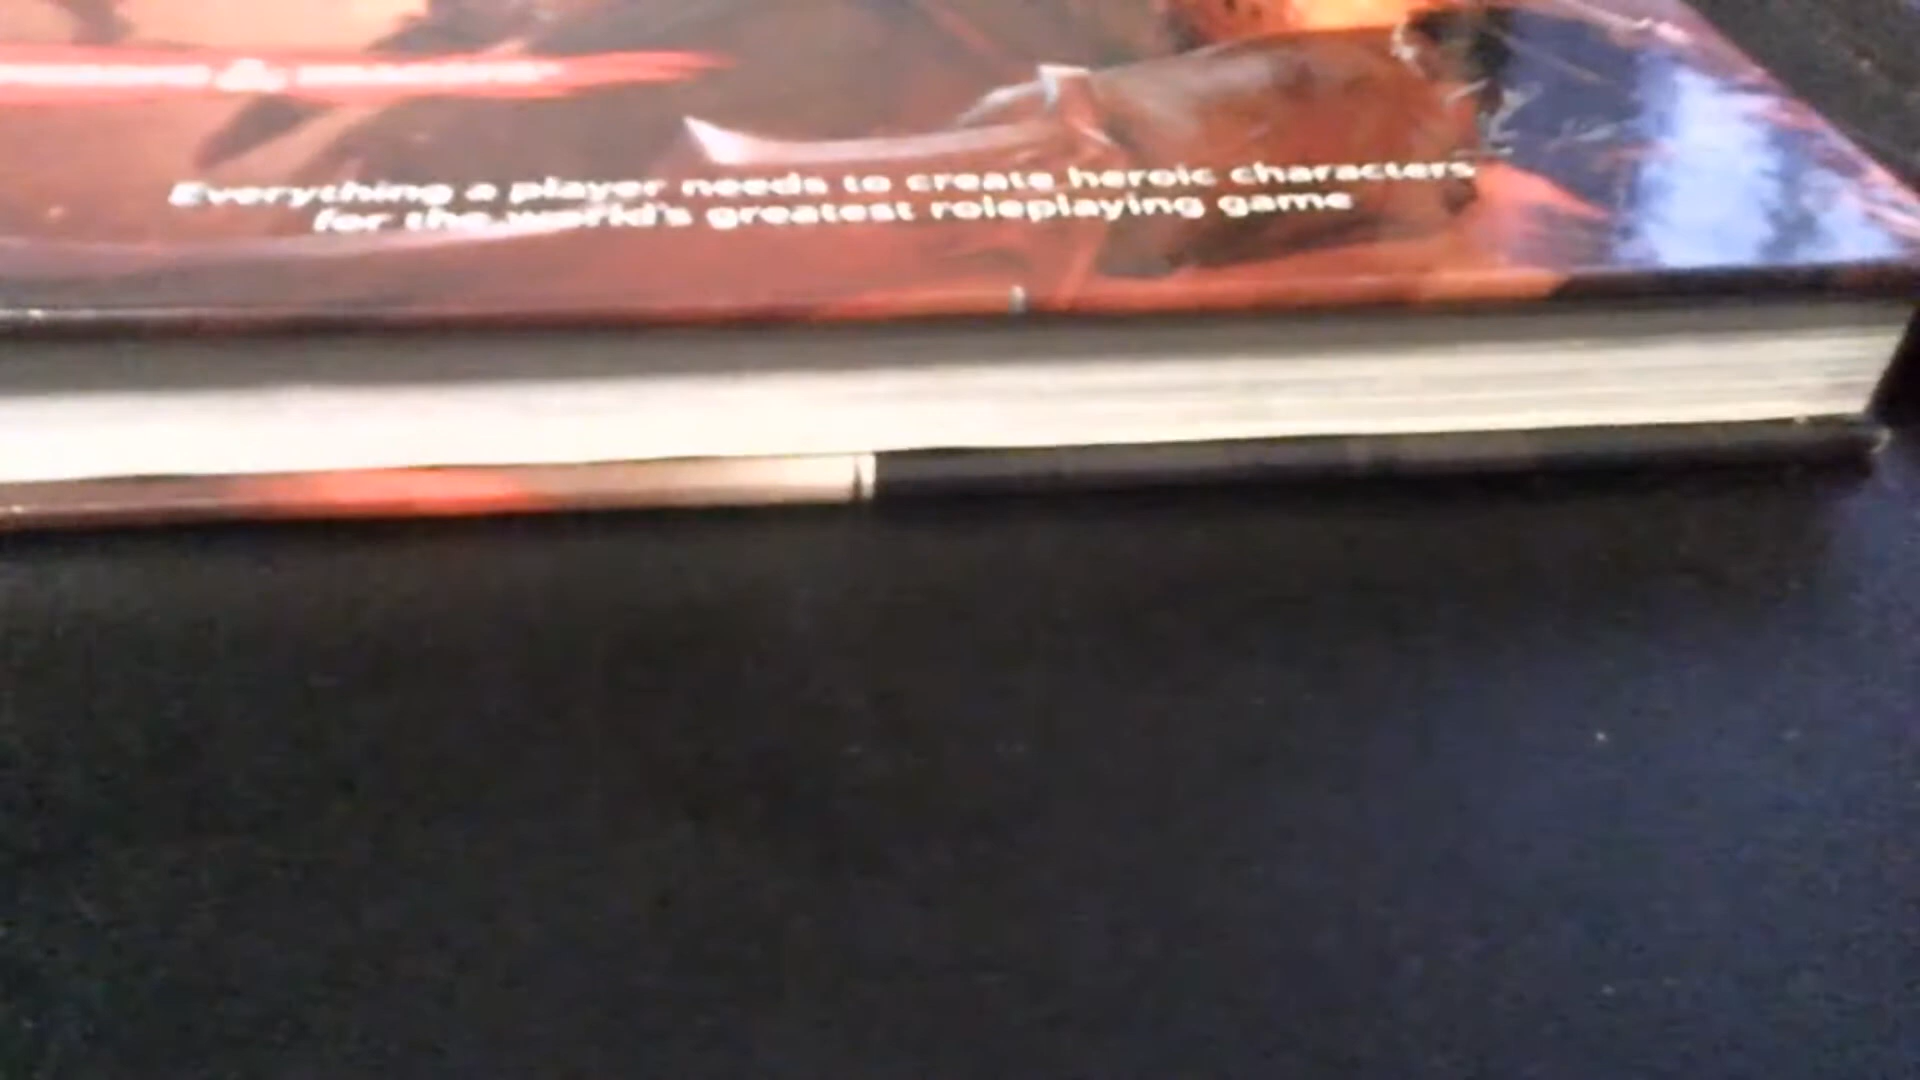 Everything a player needs to create heroic characters
for the world's greatest roleplaying game